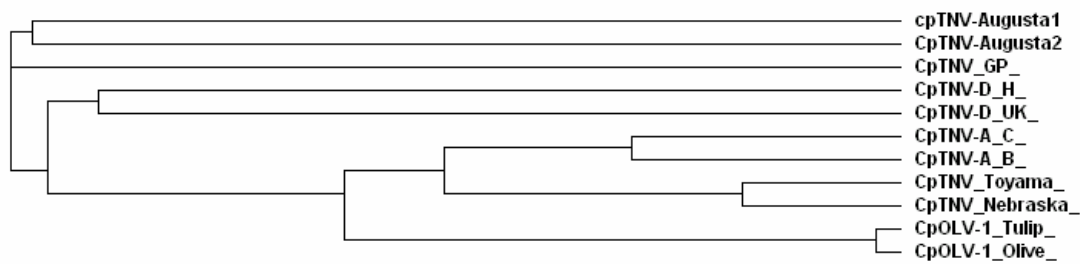 cpTNV-Augusta1
CpTNV-Augusta2
CpTNV_GP_
CpTNV-D_H_
CpTNV-D_UK_
CpTNV-A_C_
CpTNV-A_B_
CpTNV_Toyama_
CpTNV_Nebraska_
CpOLV-1_Tulip_
CpOLV-1_Olive_